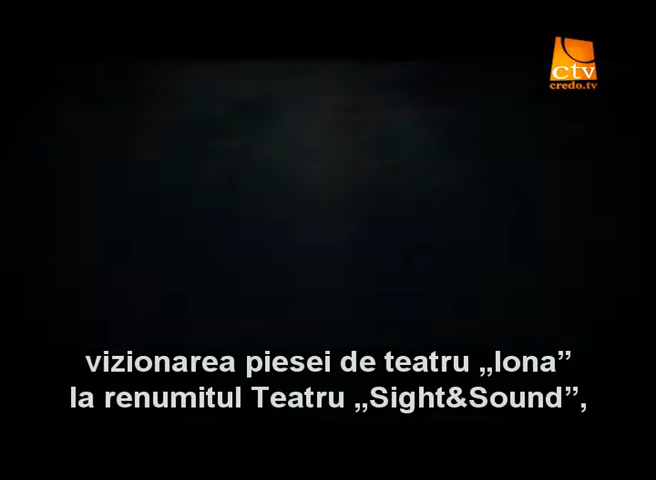 ctv
credo.tv
vizionarea piesei de teatru „Iona”
la renumitul Teatru „Sight&Sound”,